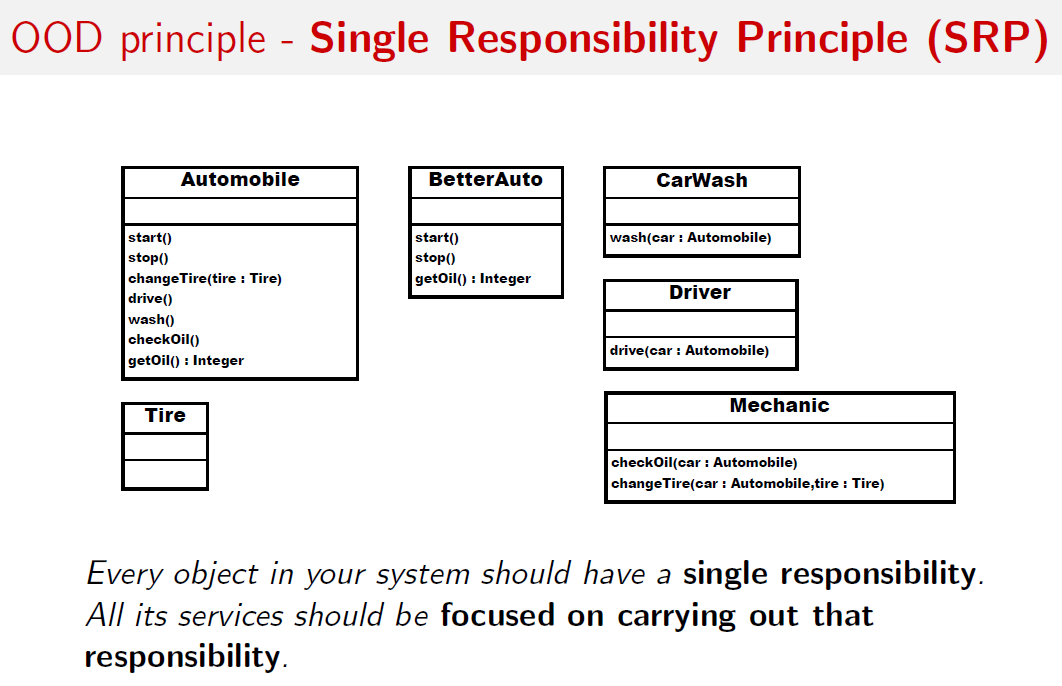 OOD principle - Single Responsibility Principle (SRP)
Automobile
start()
stop()
changeTire(tire : Tire)
drive()
wash()
checkOil()
getOil() : Integer
Tire
BetterAuto
start()
stop()
getOil() : Integer
CarWash
wash(car : Automobile)
Driver
drive(car : Automobile)
Mechanic
checkOil(car : Automobile)
changeTire(car : Automobile,tire : Tire)
Every object in your system should have a single responsibility.
All its services should be focused on carrying out that
responsibility.